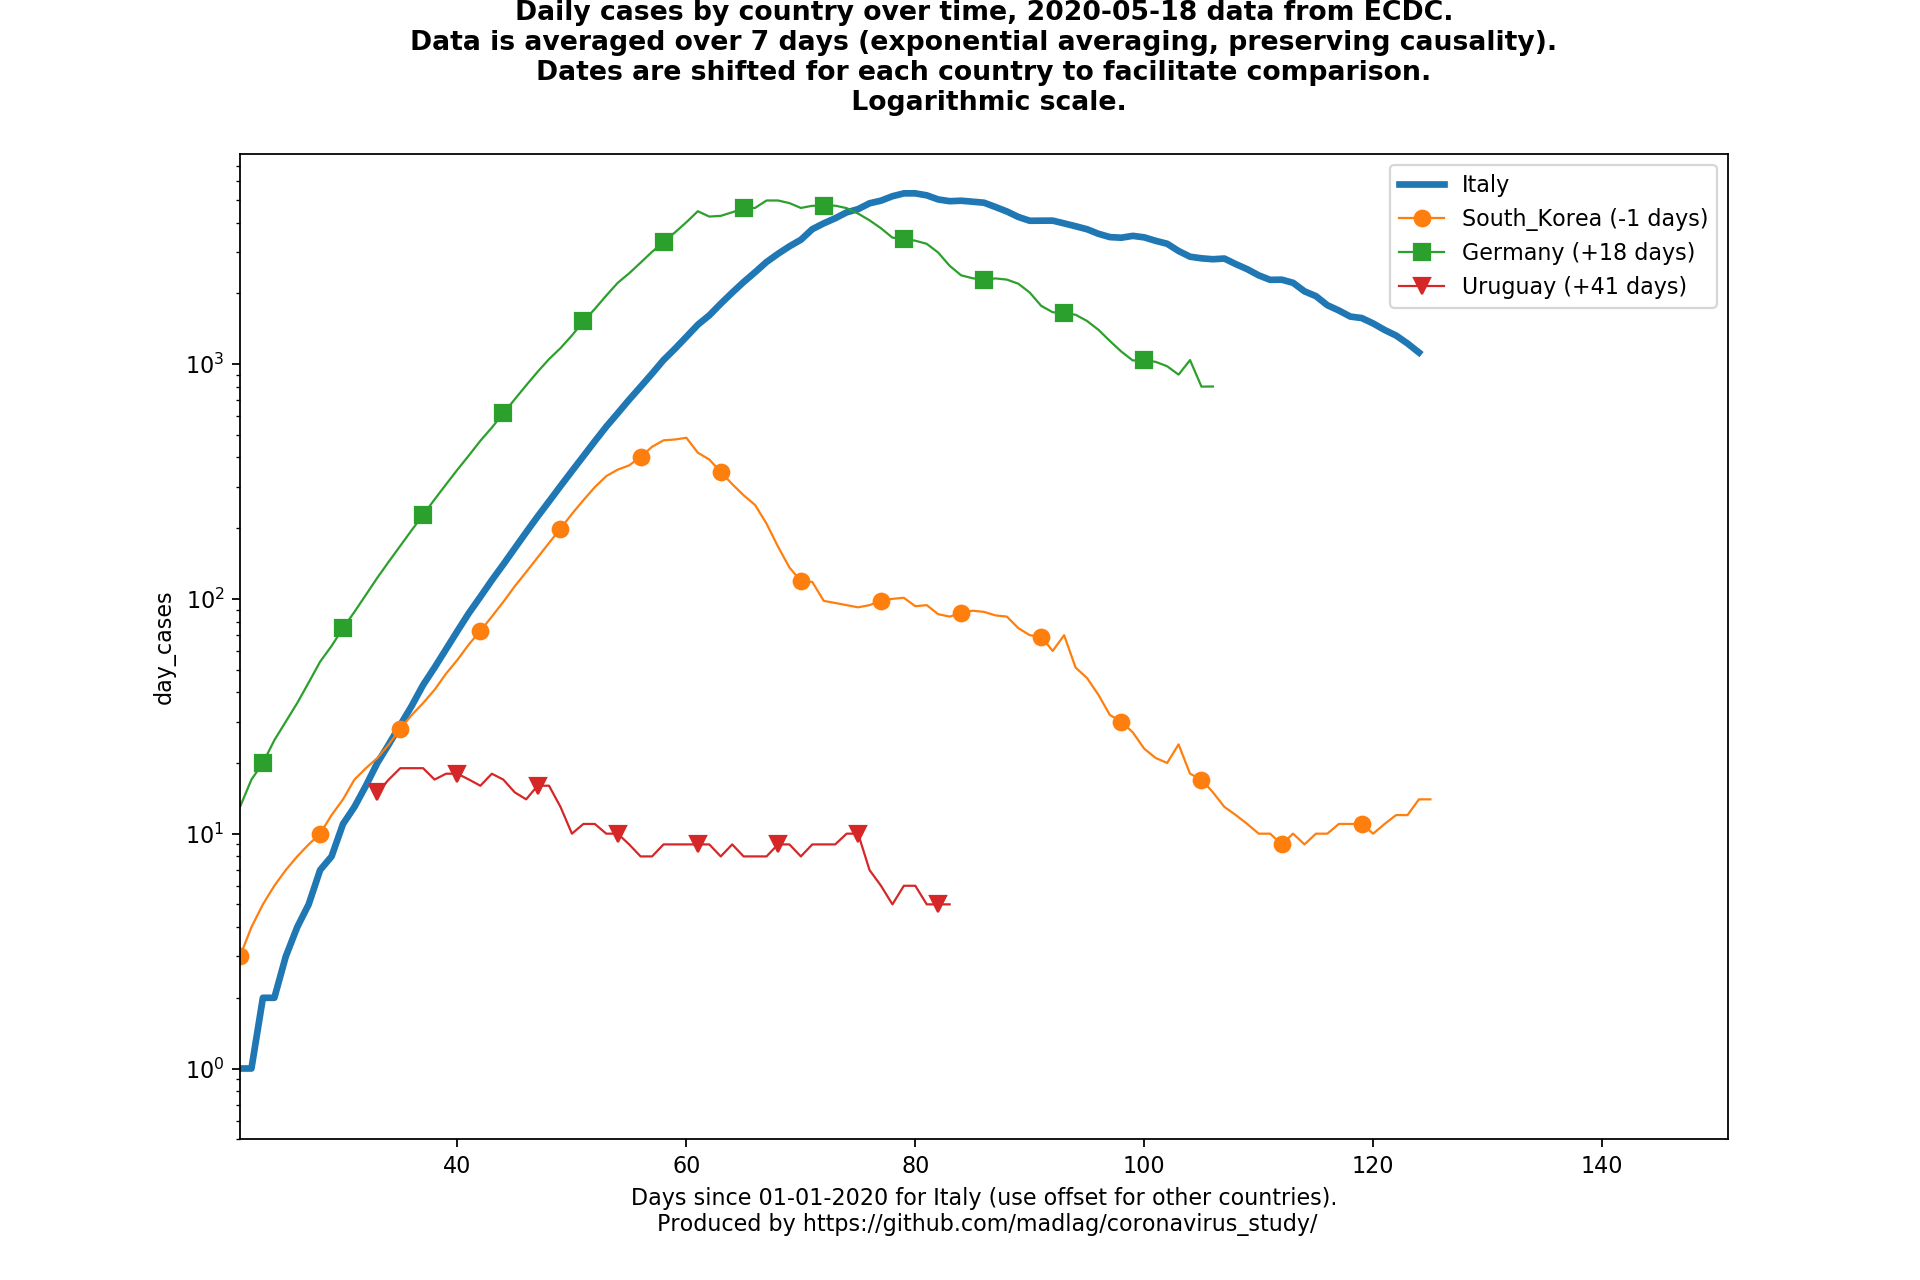 Daily cases by country over time, 2020-05-18 data from ECDC.
Data is averaged over 7 days (exponential averaging, preserving causality).
Dates are shifted for each country to facilitate comparison.
Logarithmic scale.
Italy
South_Korea (-1 days)
Germany (+18 days)
Uruguay (+41 days)
day_cases
10³
10²
10¹
10⁰
40 60 80 100 120 140
Days since 01-01-2020 for Italy (use offset for other countries).
Produced by https://github.com/madlag/coronavirus_study/